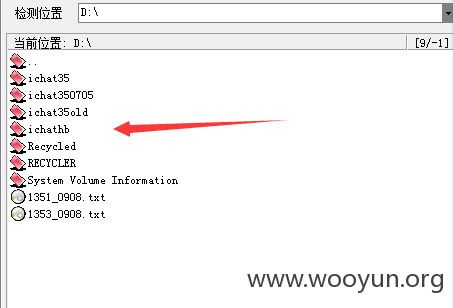 检测位置 D:\
当前位置: D:\ [9/-1]
..
ichat35
ichat350705
ichat35old
ichathb
Recycled
RECYCLER
System Volume Information
1351_0908.txt
1353_0908.txt
www.wooyun.org